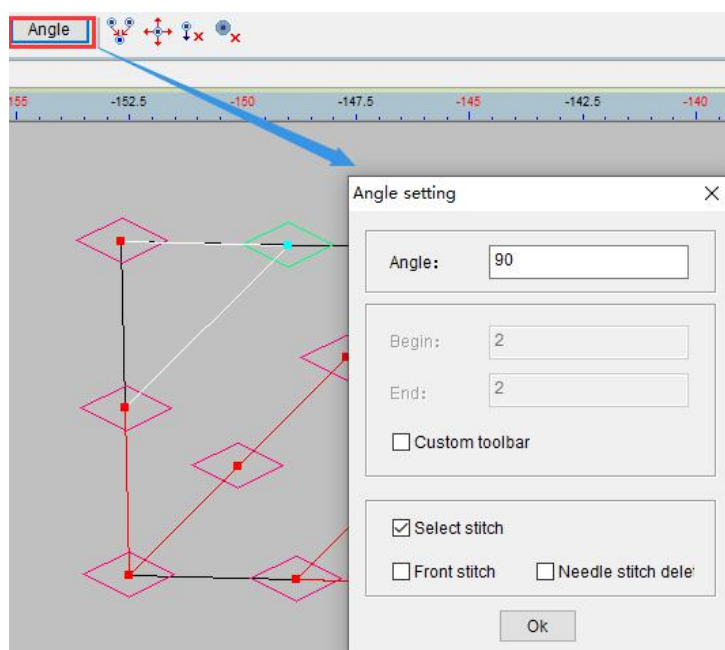 Angle
155 -152.5 -150 -147.5 -145 -142.5 -140
Angle setting
Angle: 90
Begin: 2
End: 2
Custom toolbar
Select stitch
Front stitch Needle stitch dele
Ok